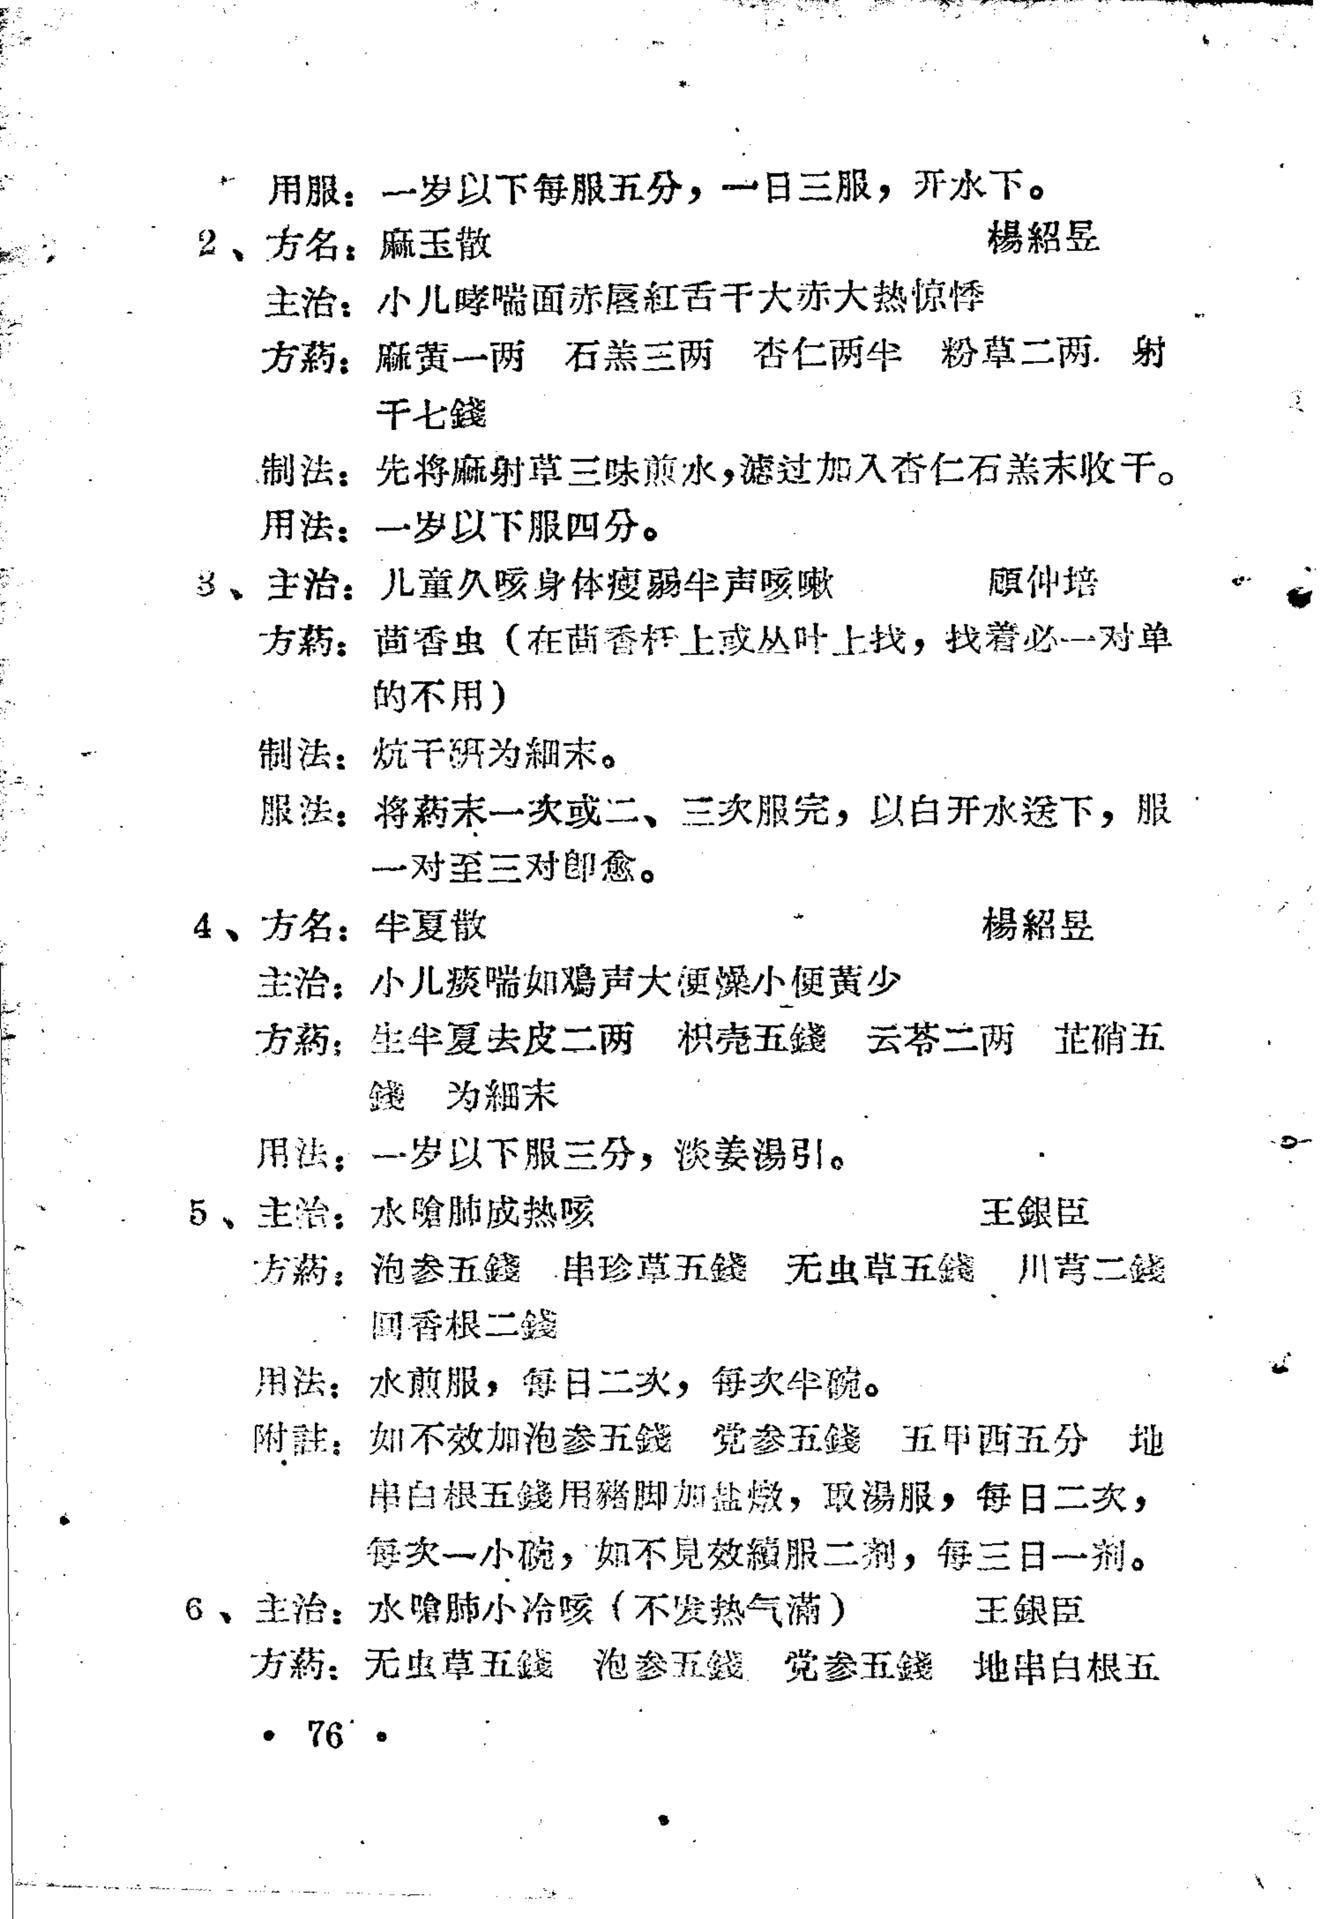 用服：一岁以下每服五分，一日三服，开水下。
2、方名：麻玉散　楊紹昱
主治：小儿哮喘面赤唇紅舌干大赤大热惊悸
方葯：麻黄一两　石羔三两　杏仁两半　粉草二两　射
干七錢
制法：先将麻射草三味煎水，滤过加入杏仁石羔末收干。
用法：一岁以下服四分。
3、主治：儿童久咳身体瘦弱半声咳嗽　顾仲培
方葯：茴香虫（在茴香杆上或丛叶上找，找着必一对单
的不用）
制法：炕干研为細末。
服法：将葯末一次或二、三次服完，以白开水送下，服
一对至三对卽愈。
4、方名：半夏散　楊紹昱
主治：小儿痰喘如鷄声大便燥小便黄少
方葯：生半夏去皮二两　枳壳五錢　云苓二两　芷硝五
錢　为細末
用法：一岁以下服三分，淡姜湯引。
5、主治：水嗆肺成热咳　王銀臣
方葯：泡参五錢　串珍草五錢　无虫草五錢　川芎二錢
回香根二錢
用法：水煎服，每日二次，每次半碗。
附註：如不效加泡参五錢　党参五錢　五甲西五分　地
串白根五錢用豬脚加盐燉，取湯服，每日二次，
每次一小碗，如不見效續服二剂，每三日一剂。
6、主治：水嗆肺小冷咳（不发热气滿）　王銀臣
方葯：无虫草五錢　泡参五錢　党参五錢　地串白根五
• 76 •